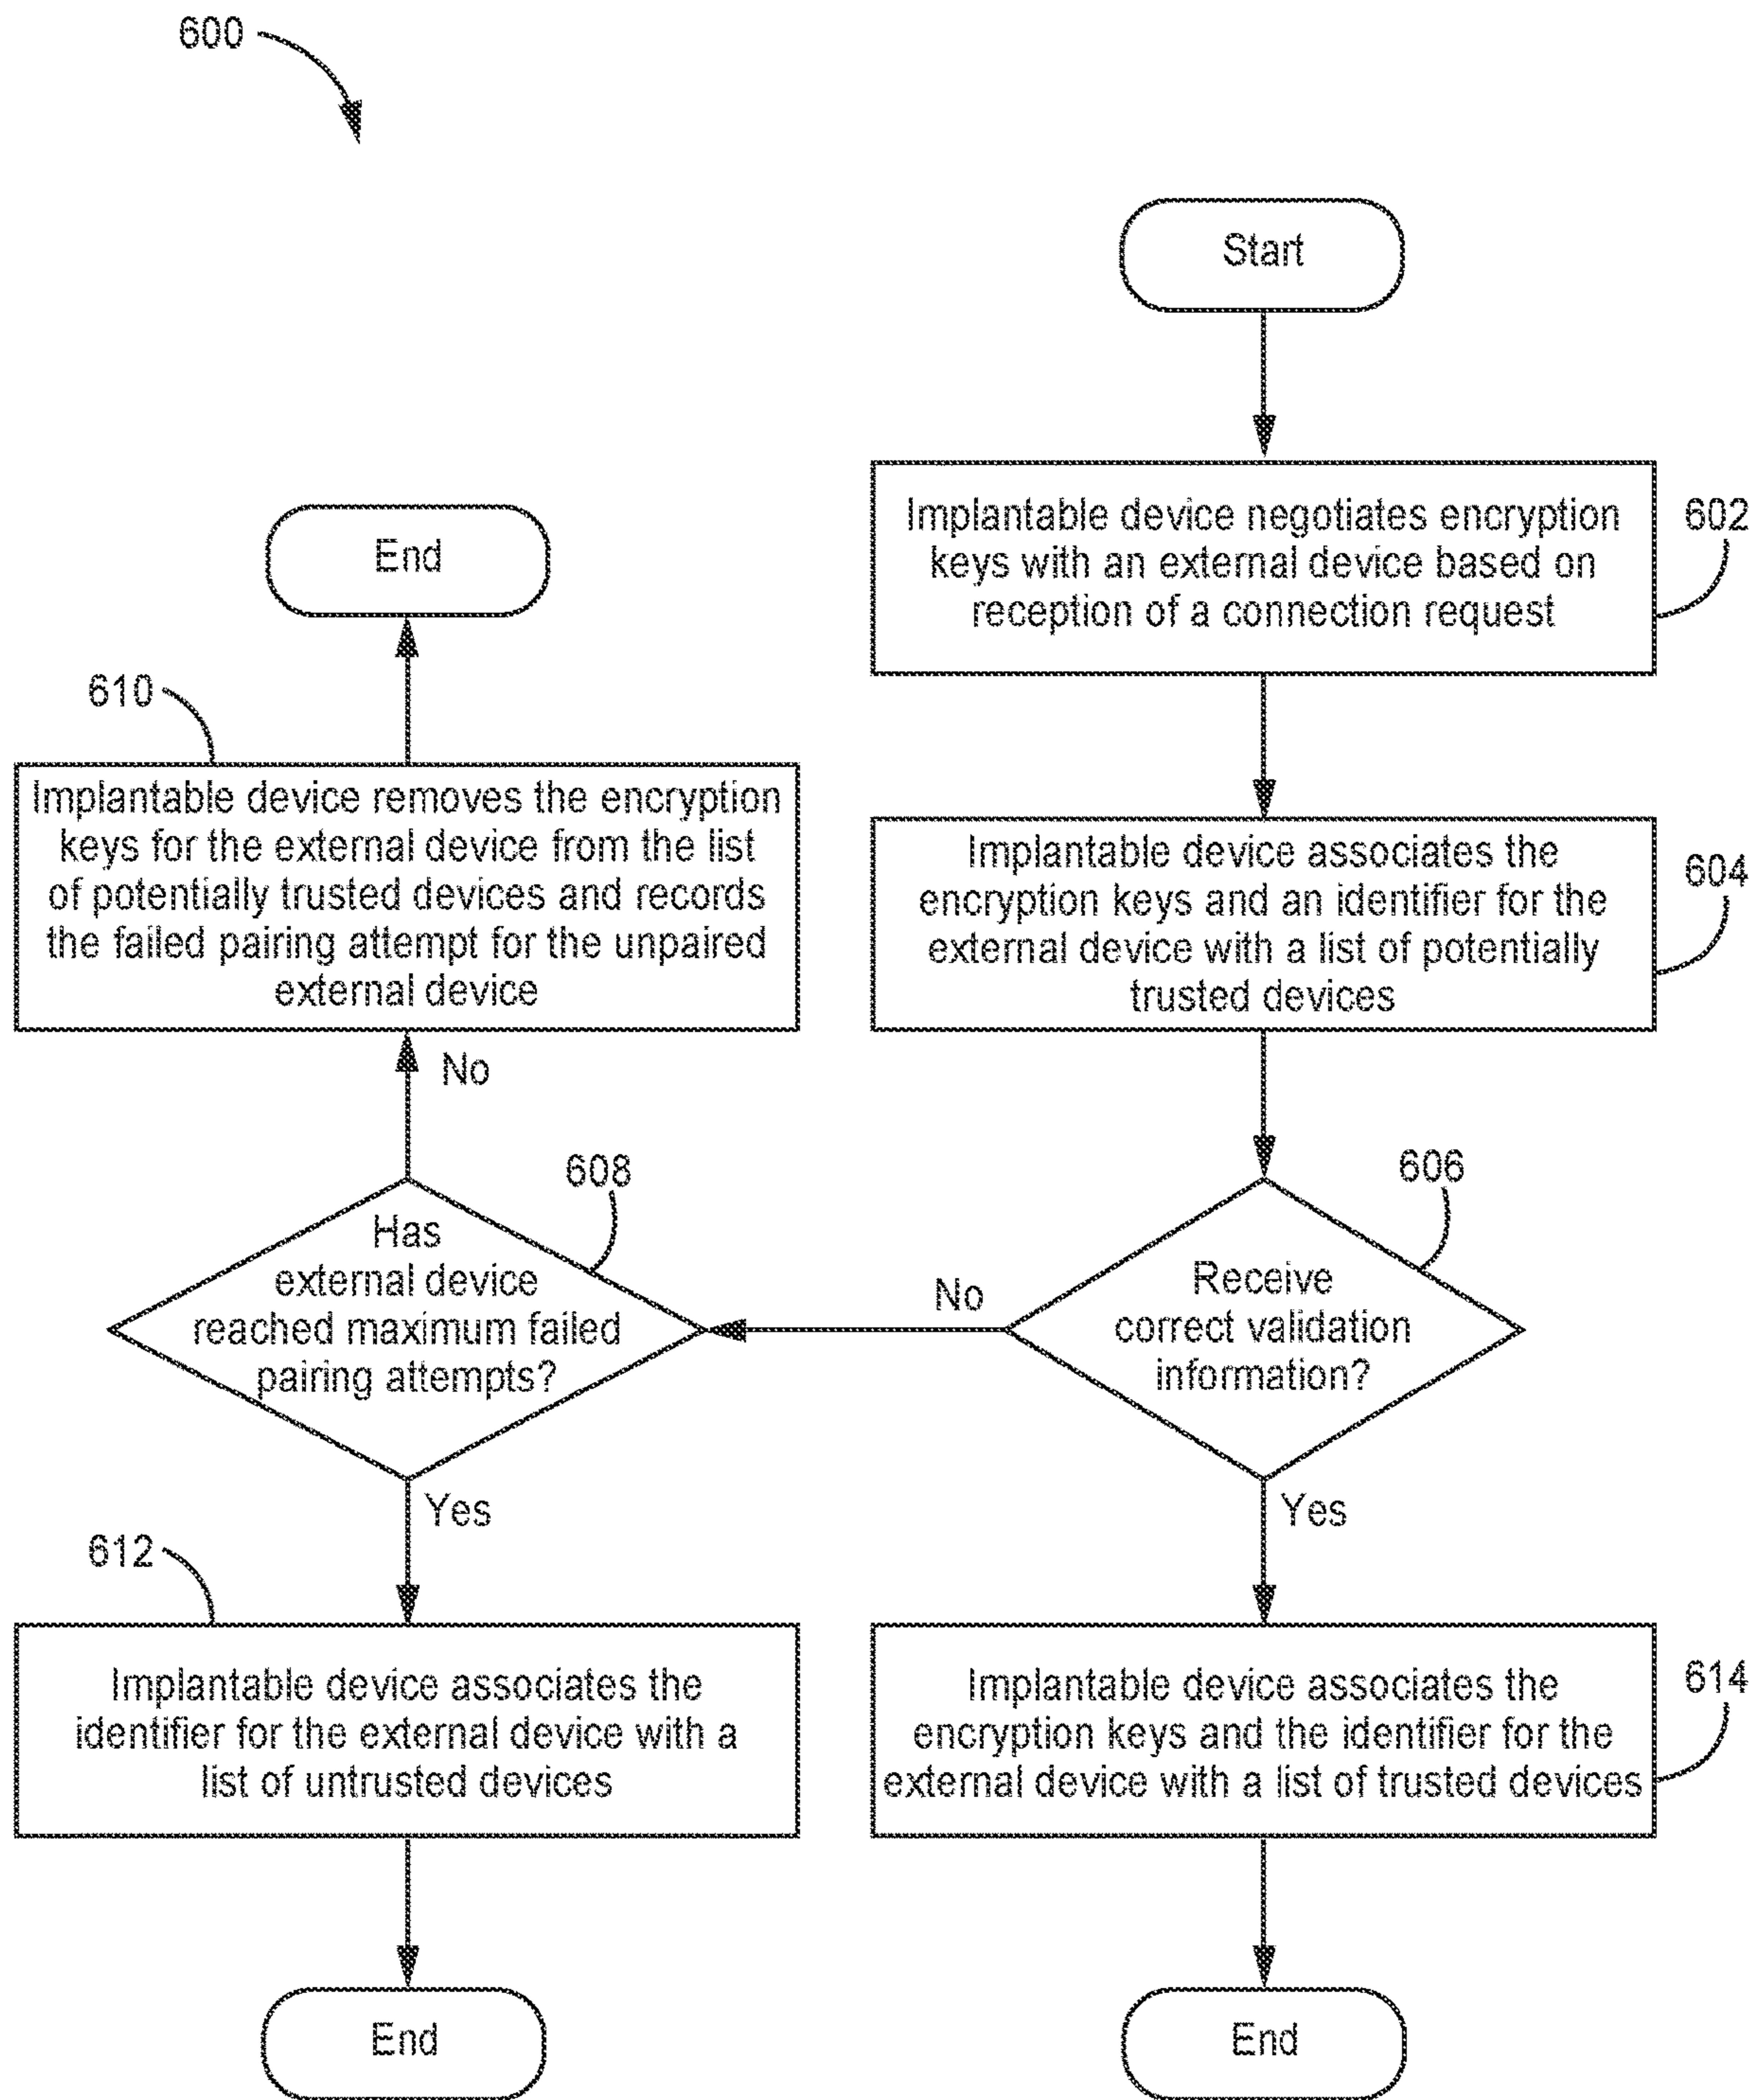 600
Start
Implantable device negotiates encryption
keys with an external device based on
reception of a connection request
602
End
610
Implantable device removes the encryption
keys for the external device from the list
of potentially trusted devices and records
the failed pairing attempt for the unpaired
external device
Implantable device associates the
encryption keys and an identifier for the
external device with a list of potentially
trusted devices
604
No
608
Has
external device
reached maximum failed
pairing attempts?
No
606
Receive
correct validation
information?
Yes
Yes
612
Implantable device associates the
identifier for the external device with a
list of untrusted devices
Implantable device associates the
encryption keys and the identifier for the
external device with a list of trusted devices
614
End
End